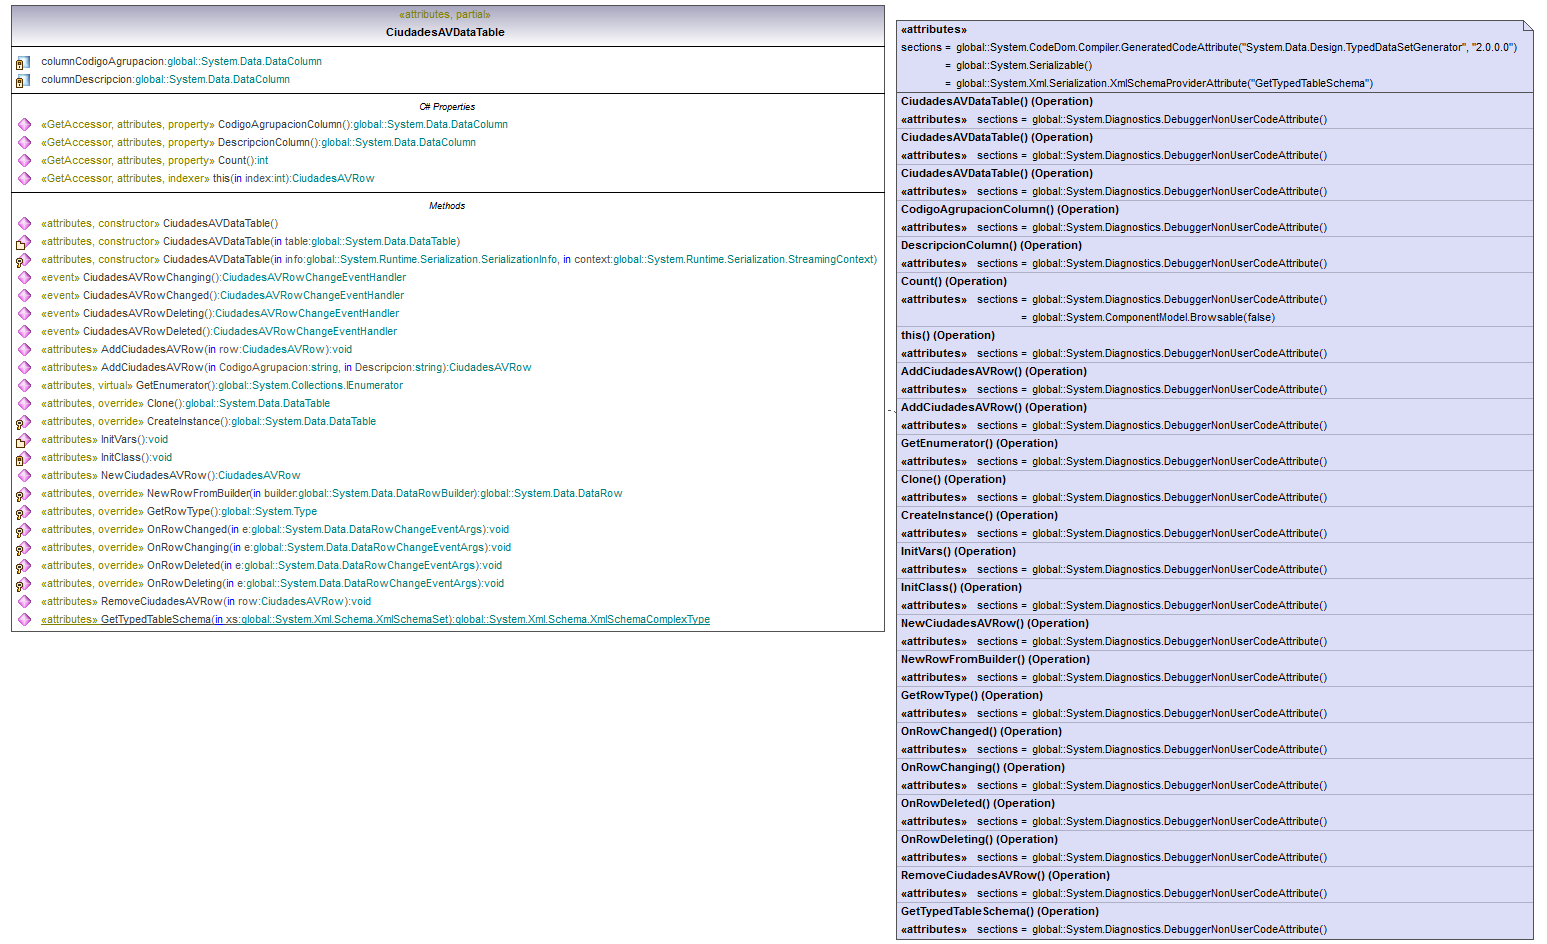 «attributes, partial»
CiudadesAVDataTable
columnCodigoAgrupacion:global::System.Data.DataColumn
columnDescripcion:global::System.Data.DataColumn
C# Properties
«GetAccessor, attributes, property» CodigoAgrupacionColumn():global::System.Data.DataColumn
«GetAccessor, attributes, property» DescripcionColumn():global::System.Data.DataColumn
«GetAccessor, attributes, property» Count():int
«GetAccessor, attributes, indexer» this(in index:int):CiudadesAVRow
Methods
«attributes, constructor» CiudadesAVDataTable()
«attributes, constructor» CiudadesAVDataTable(in table:global::System.Data.DataTable)
«attributes, constructor» CiudadesAVDataTable(in info:global::System.Runtime.Serialization.SerializationInfo, in context:global::System.Runtime.Serialization.StreamingContext)
«event» CiudadesAVRowChanging():CiudadesAVRowChangeEventHandler
«event» CiudadesAVRowChanged():CiudadesAVRowChangeEventHandler
«event» CiudadesAVRowDeleting():CiudadesAVRowChangeEventHandler
«event» CiudadesAVRowDeleted():CiudadesAVRowChangeEventHandler
«attributes» AddCiudadesAVRow(in row:CiudadesAVRow):void
«attributes» AddCiudadesAVRow(in CodigoAgrupacion:string, in Descripcion:string):CiudadesAVRow
«attributes, virtual» GetEnumerator():global::System.Collections.IEnumerator
«attributes, override» Clone():global::System.Data.DataTable
«attributes, override» CreateInstance():global::System.Data.DataTable
«attributes» InitVars():void
«attributes» InitClass():void
«attributes» NewCiudadesAVRow():CiudadesAVRow
«attributes, override» NewRowFromBuilder(in builder:global::System.Data.DataRowBuilder):global::System.Data.DataRow
«attributes, override» GetRowType():global::System.Type
«attributes, override» OnRowChanged(in e:global::System.Data.DataRowChangeEventArgs):void
«attributes, override» OnRowChanging(in e:global::System.Data.DataRowChangeEventArgs):void
«attributes, override» OnRowDeleted(in e:global::System.Data.DataRowChangeEventArgs):void
«attributes, override» OnRowDeleting(in e:global::System.Data.DataRowChangeEventArgs):void
«attributes» RemoveCiudadesAVRow(in row:CiudadesAVRow):void
«attributes» GetTypedTableSchema(in xs:global::System.Xml.Schema.XmlSchemaSet):global::System.Xml.Schema.XmlSchemaComplexType
«attributes»
sections = global::System.CodeDom.Compiler.GeneratedCodeAttribute("System.Data.Design.TypedDataSetGenerator", "2.0.0.0")
= global::System.Serializable()
= global::System.Xml.Serialization.XmlSchemaProviderAttribute("GetTypedTableSchema")
CiudadesAVDataTable() (Operation)
«attributes» sections = global::System.Diagnostics.DebuggerNonUserCodeAttribute()
CiudadesAVDataTable() (Operation)
«attributes» sections = global::System.Diagnostics.DebuggerNonUserCodeAttribute()
CiudadesAVDataTable() (Operation)
«attributes» sections = global::System.Diagnostics.DebuggerNonUserCodeAttribute()
CodigoAgrupacionColumn() (Operation)
«attributes» sections = global::System.Diagnostics.DebuggerNonUserCodeAttribute()
DescripcionColumn() (Operation)
«attributes» sections = global::System.Diagnostics.DebuggerNonUserCodeAttribute()
Count() (Operation)
«attributes» sections = global::System.Diagnostics.DebuggerNonUserCodeAttribute()
= global::System.ComponentModel.Browsable(false)
this() (Operation)
«attributes» sections = global::System.Diagnostics.DebuggerNonUserCodeAttribute()
AddCiudadesAVRow() (Operation)
«attributes» sections = global::System.Diagnostics.DebuggerNonUserCodeAttribute()
AddCiudadesAVRow() (Operation)
«attributes» sections = global::System.Diagnostics.DebuggerNonUserCodeAttribute()
GetEnumerator() (Operation)
«attributes» sections = global::System.Diagnostics.DebuggerNonUserCodeAttribute()
Clone() (Operation)
«attributes» sections = global::System.Diagnostics.DebuggerNonUserCodeAttribute()
CreateInstance() (Operation)
«attributes» sections = global::System.Diagnostics.DebuggerNonUserCodeAttribute()
InitVars() (Operation)
«attributes» sections = global::System.Diagnostics.DebuggerNonUserCodeAttribute()
InitClass() (Operation)
«attributes» sections = global::System.Diagnostics.DebuggerNonUserCodeAttribute()
NewCiudadesAVRow() (Operation)
«attributes» sections = global::System.Diagnostics.DebuggerNonUserCodeAttribute()
NewRowFromBuilder() (Operation)
«attributes» sections = global::System.Diagnostics.DebuggerNonUserCodeAttribute()
GetRowType() (Operation)
«attributes» sections = global::System.Diagnostics.DebuggerNonUserCodeAttribute()
OnRowChanged() (Operation)
«attributes» sections = global::System.Diagnostics.DebuggerNonUserCodeAttribute()
OnRowChanging() (Operation)
«attributes» sections = global::System.Diagnostics.DebuggerNonUserCodeAttribute()
OnRowDeleted() (Operation)
«attributes» sections = global::System.Diagnostics.DebuggerNonUserCodeAttribute()
OnRowDeleting() (Operation)
«attributes» sections = global::System.Diagnostics.DebuggerNonUserCodeAttribute()
RemoveCiudadesAVRow() (Operation)
«attributes» sections = global::System.Diagnostics.DebuggerNonUserCodeAttribute()
GetTypedTableSchema() (Operation)
«attributes» sections = global::System.Diagnostics.DebuggerNonUserCodeAttribute()